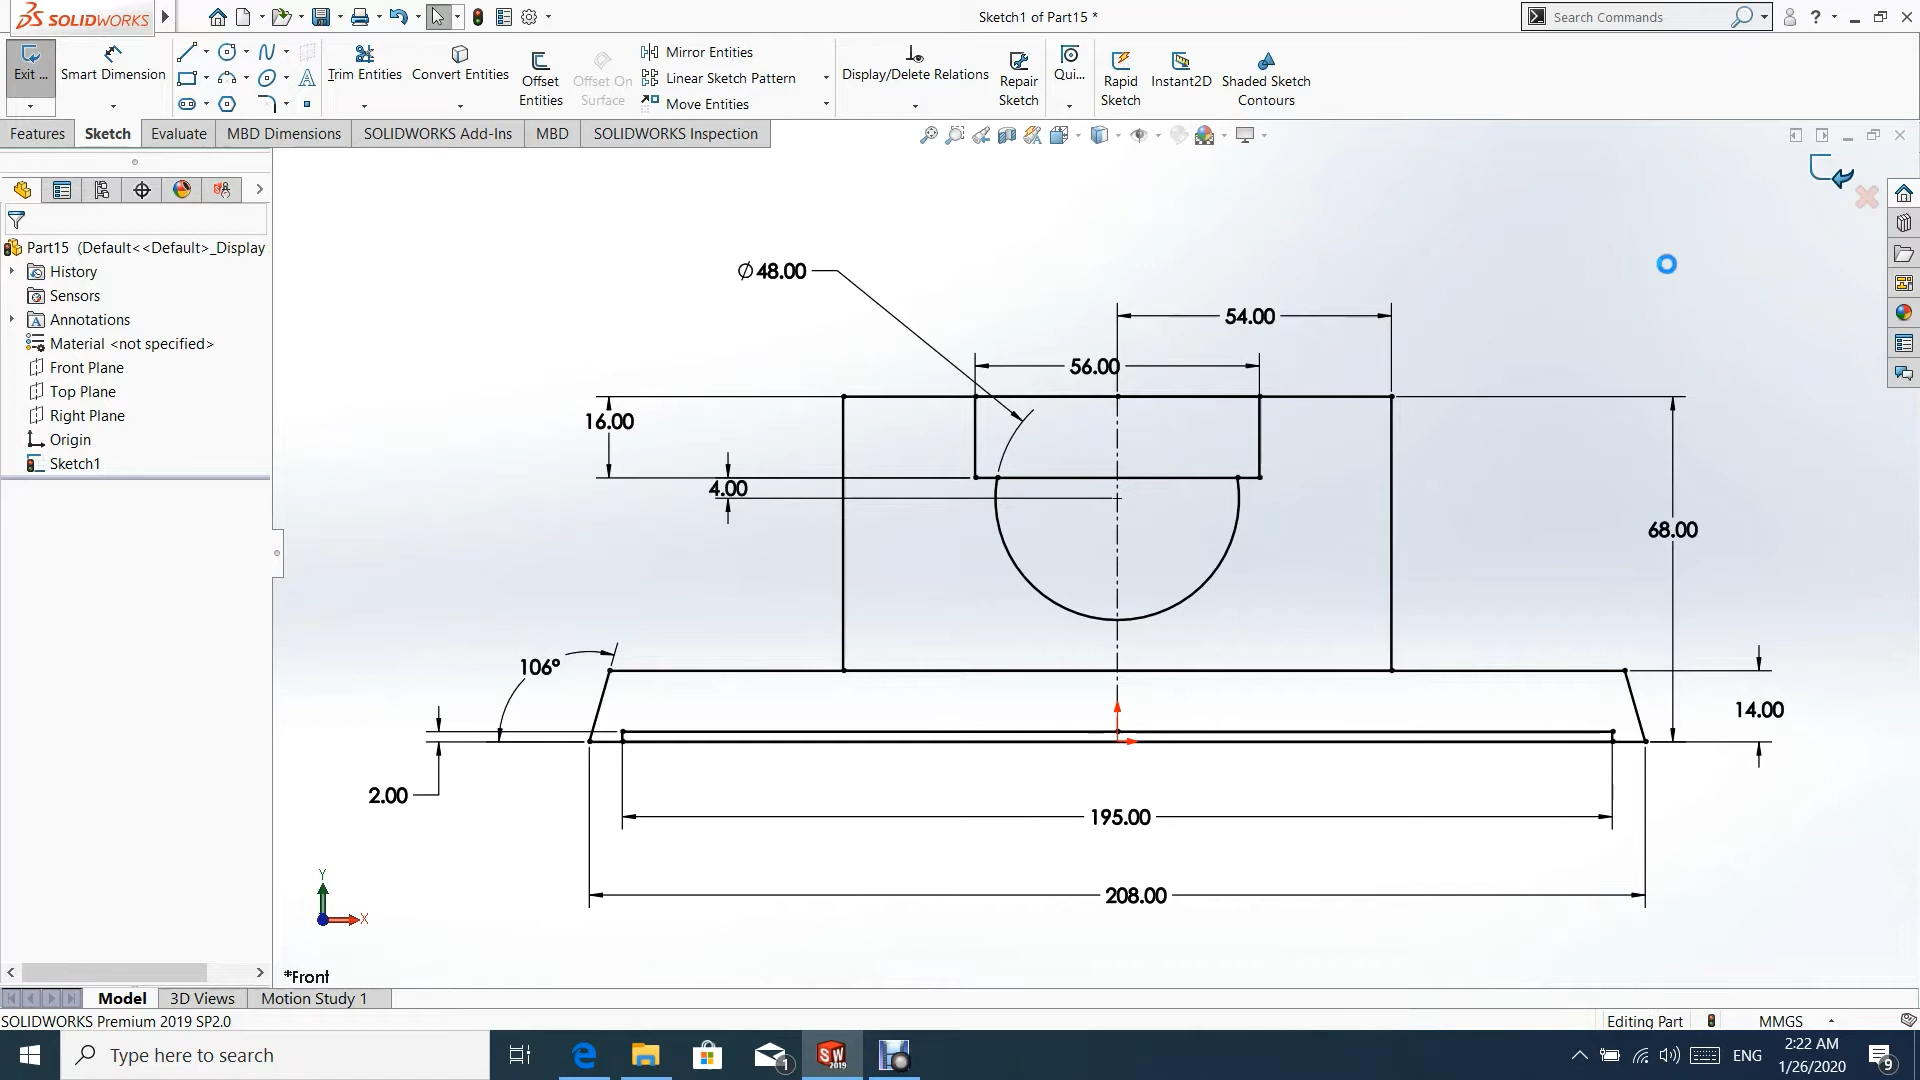 SOLIDWORKS
Sketch1 of Part15 *
Search Commands
?
Exit ...
Smart Dimension
Trim Entities
Convert Entities
Offset Entities
Offset On Surface
Mirror Entities
Linear Sketch Pattern
Move Entities
Display/Delete Relations
Repair Sketch
Qui...
Rapid Sketch
Instant2D
Shaded Sketch Contours
Features
Sketch
Evaluate
MBD Dimensions
SOLIDWORKS Add-Ins
MBD
SOLIDWORKS Inspection
Part15 (Default<<Default>_Display
History
Sensors
Annotations
Material <not specified>
Front Plane
Top Plane
Right Plane
Origin
Sketch1
∅48.00
54.00
56.00
16.00
4.00
68.00
106°
14.00
2.00
195.00
208.00
Y
X
*Front
Model
3D Views
Motion Study 1
SOLIDWORKS Premium 2019 SP2.0
Editing Part
MMGS
Type here to search
1
SW
2019
ENG
2:22 AM
1/26/2020
9